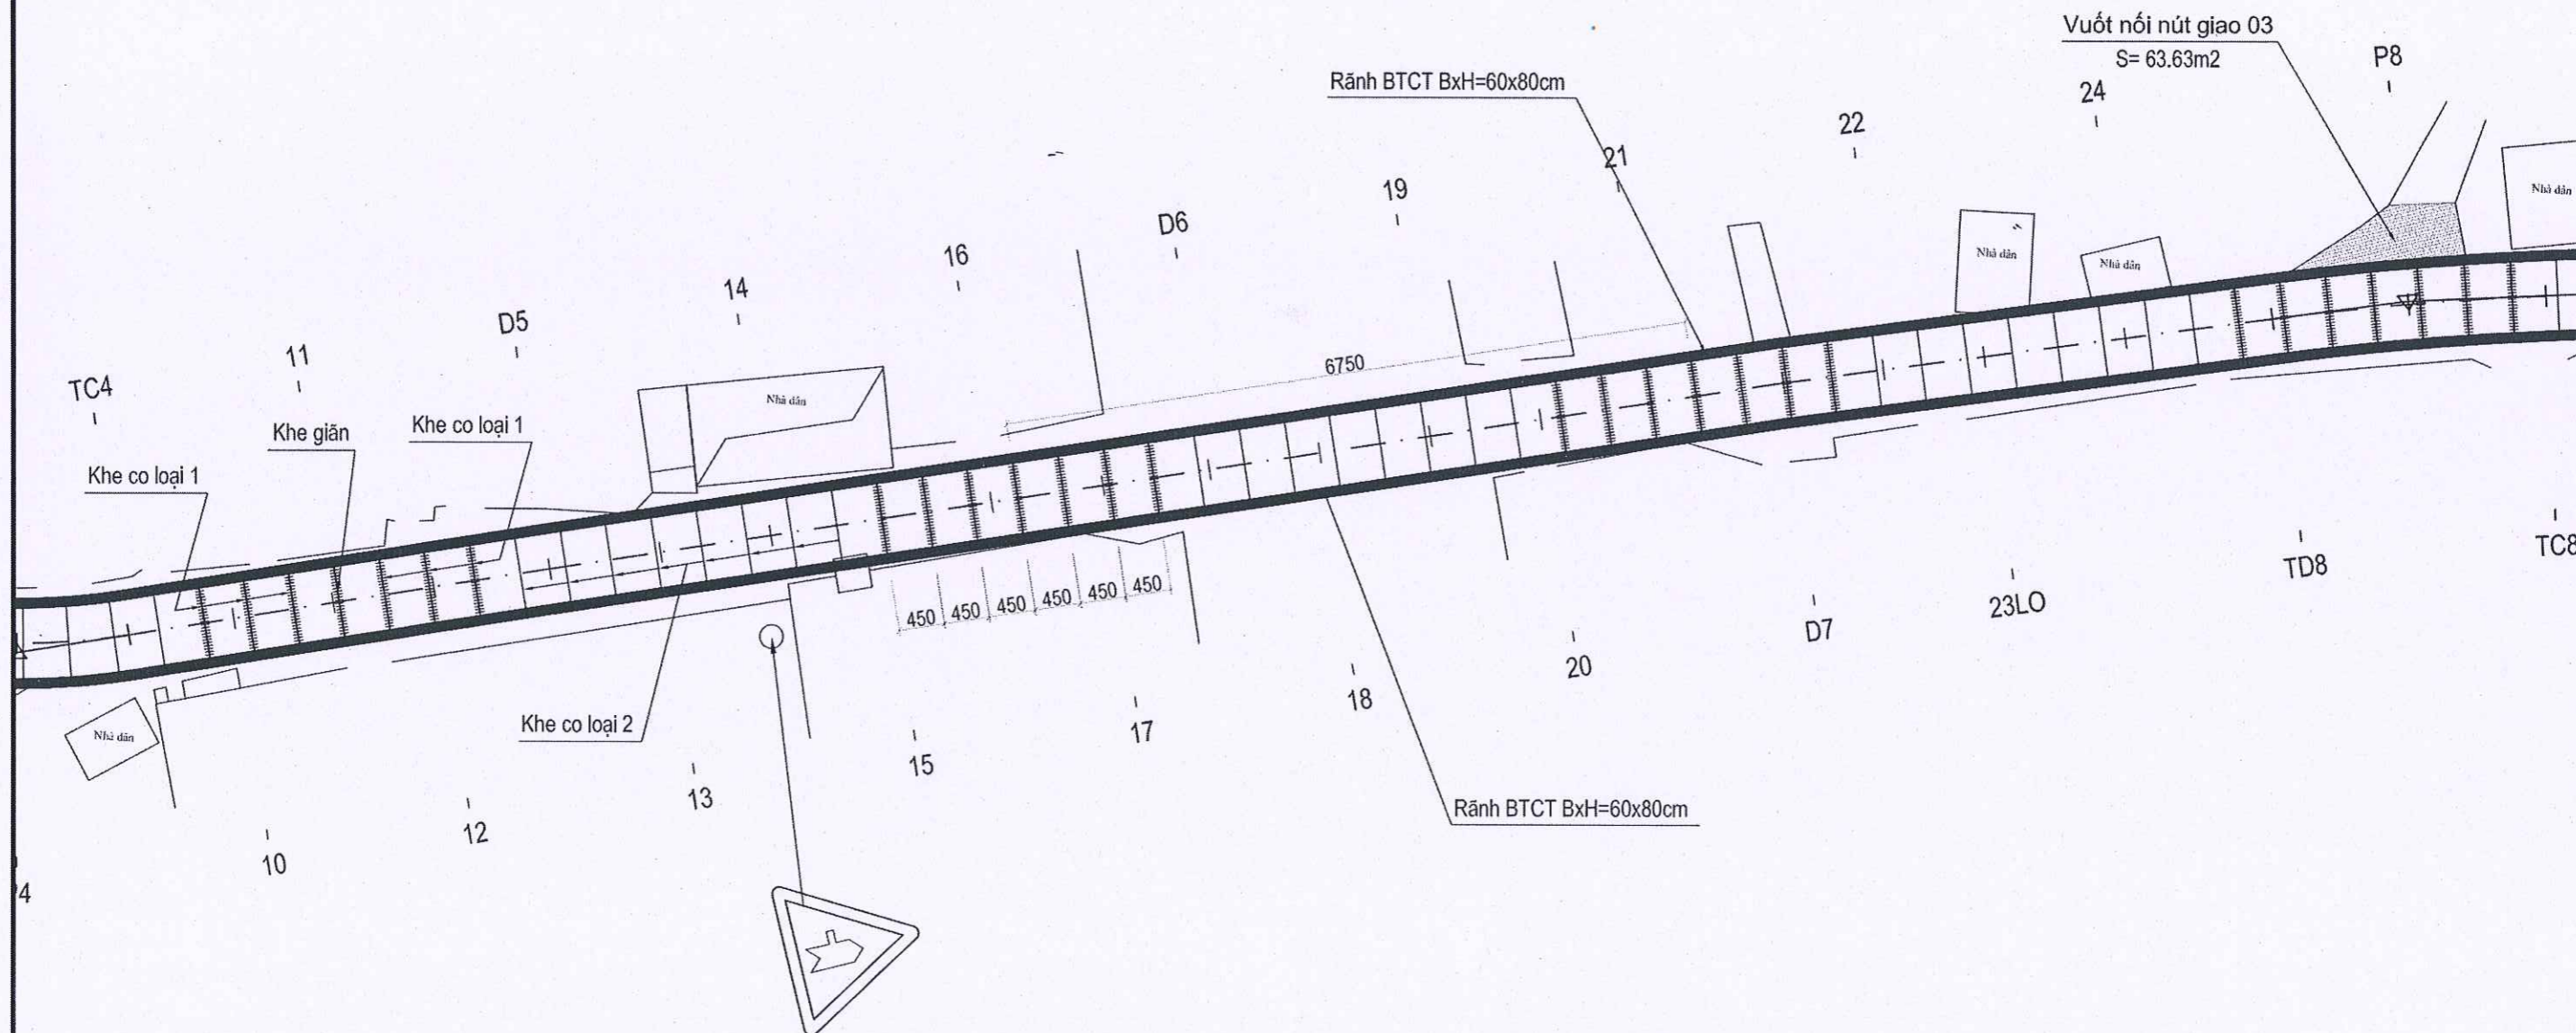 Vuốt nối nút giao 03
S= 63.63m2
P8
Rãnh BTCT BxH=60x80cm
24
22
21
19
D6
16
14
D5
11
TC4
Nhà dân
Nhà dân
Nhà dân
Nhà dân
6750
Khe co loại 1
Khe giãn
Khe co loại 1
450
450
450
450
450
450
Khe co loại 2
Nhà dân
Rãnh BTCT BxH=60x80cm
4
10
12
13
15
17
18
20
D7
23LO
TD8
TC8